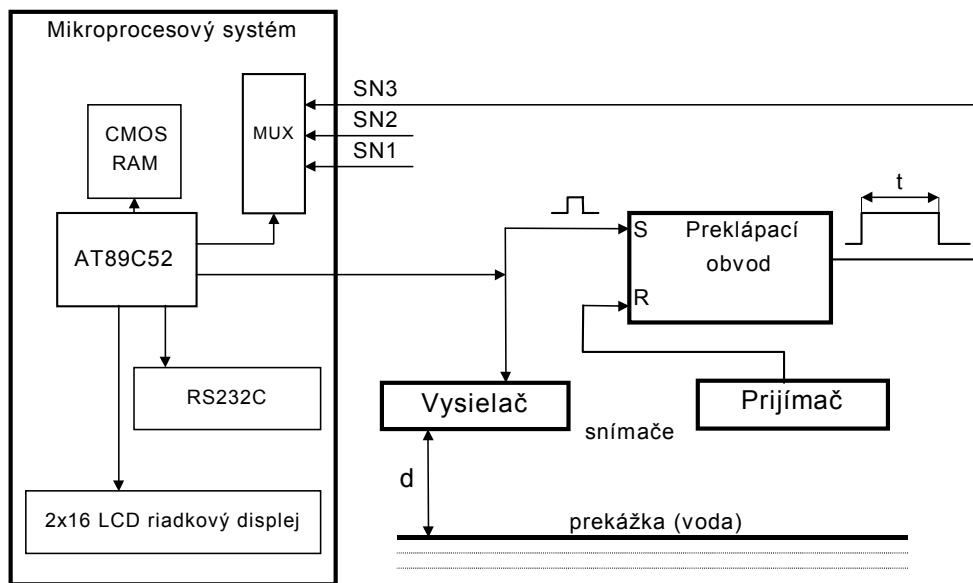 Mikroprocesový systém
CMOS
RAM
MUX
SN3
SN2
SN1
AT89C52
RS232C
2x16 LCD riadkový displej
S
R
Preklápací
obvod
t
Vysielač
Prijímač
snímače
d
prekážka (voda)